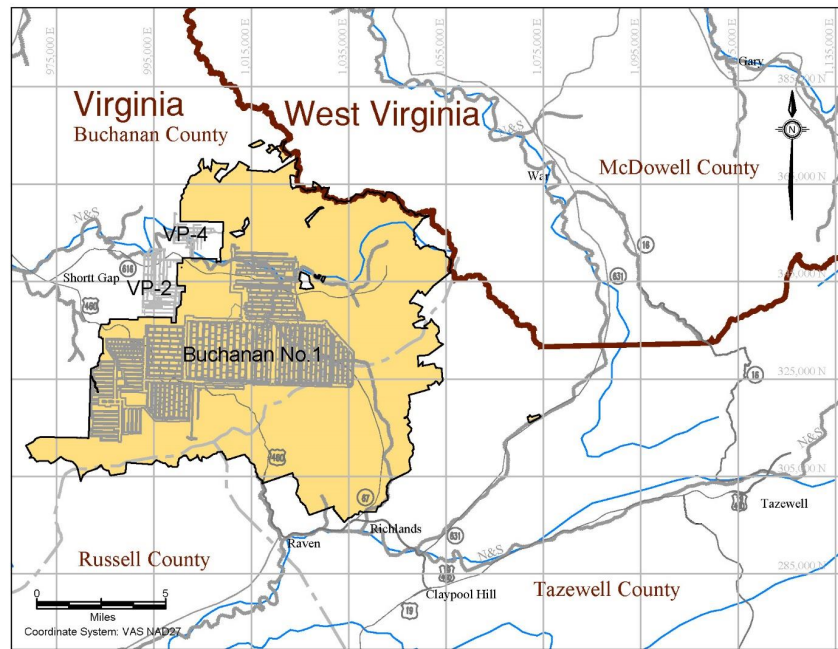 975,000 E
995,000 E
1,015,000 E
1,035,000 E
1,055,000 E
1,075,000 E
1,135,000 E
Gary
385,000 N
Virginia
West Virginia
Buchanan County
N&S
N
McDowell County
War
365,000 N
N&S
VP-4
16
616
Shortt Gap
631
345,000 N
VP-2
460
Buchanan No.1
325,000 N
16
460
305,000 N
67
N&S
Tazewell
Richlands
631
Raven
N&S
Russell County
285,000 N
Tazewell County
Claypool Hill
0
5
Miles
19
Coordinate System: VAS NAD27